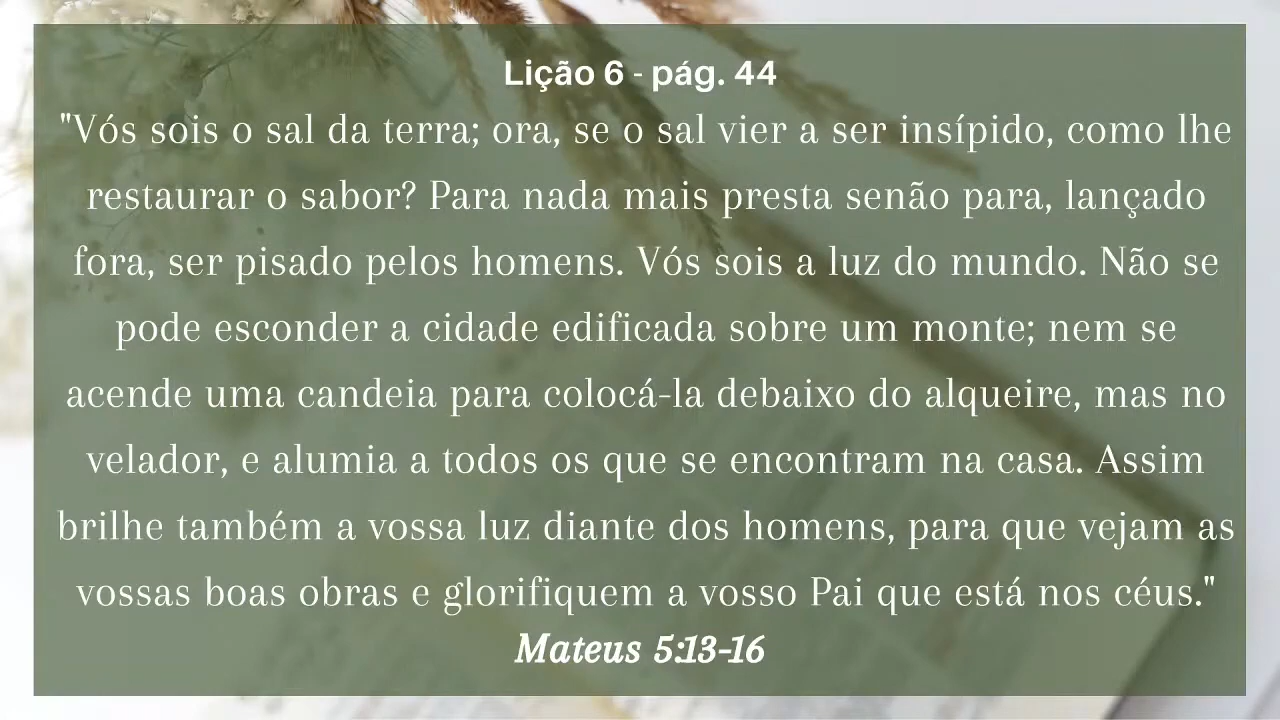 Lição 6 - pág. 44
"Vós sois o sal da terra; ora, se o sal vier a ser insípido, como lhe
restaurar o sabor? Para nada mais presta senão para, lançado
fora, ser pisado pelos homens. Vós sois a luz do mundo. Não se
pode esconder a cidade edificada sobre um monte; nem se
acende uma candeia para colocá-la debaixo do alqueire, mas no
velador, e alumia a todos os que se encontram na casa. Assim
brilhe também a vossa luz diante dos homens, para que vejam as
vossas boas obras e glorifiquem a vosso Pai que está nos céus."
Mateus 5:13-16